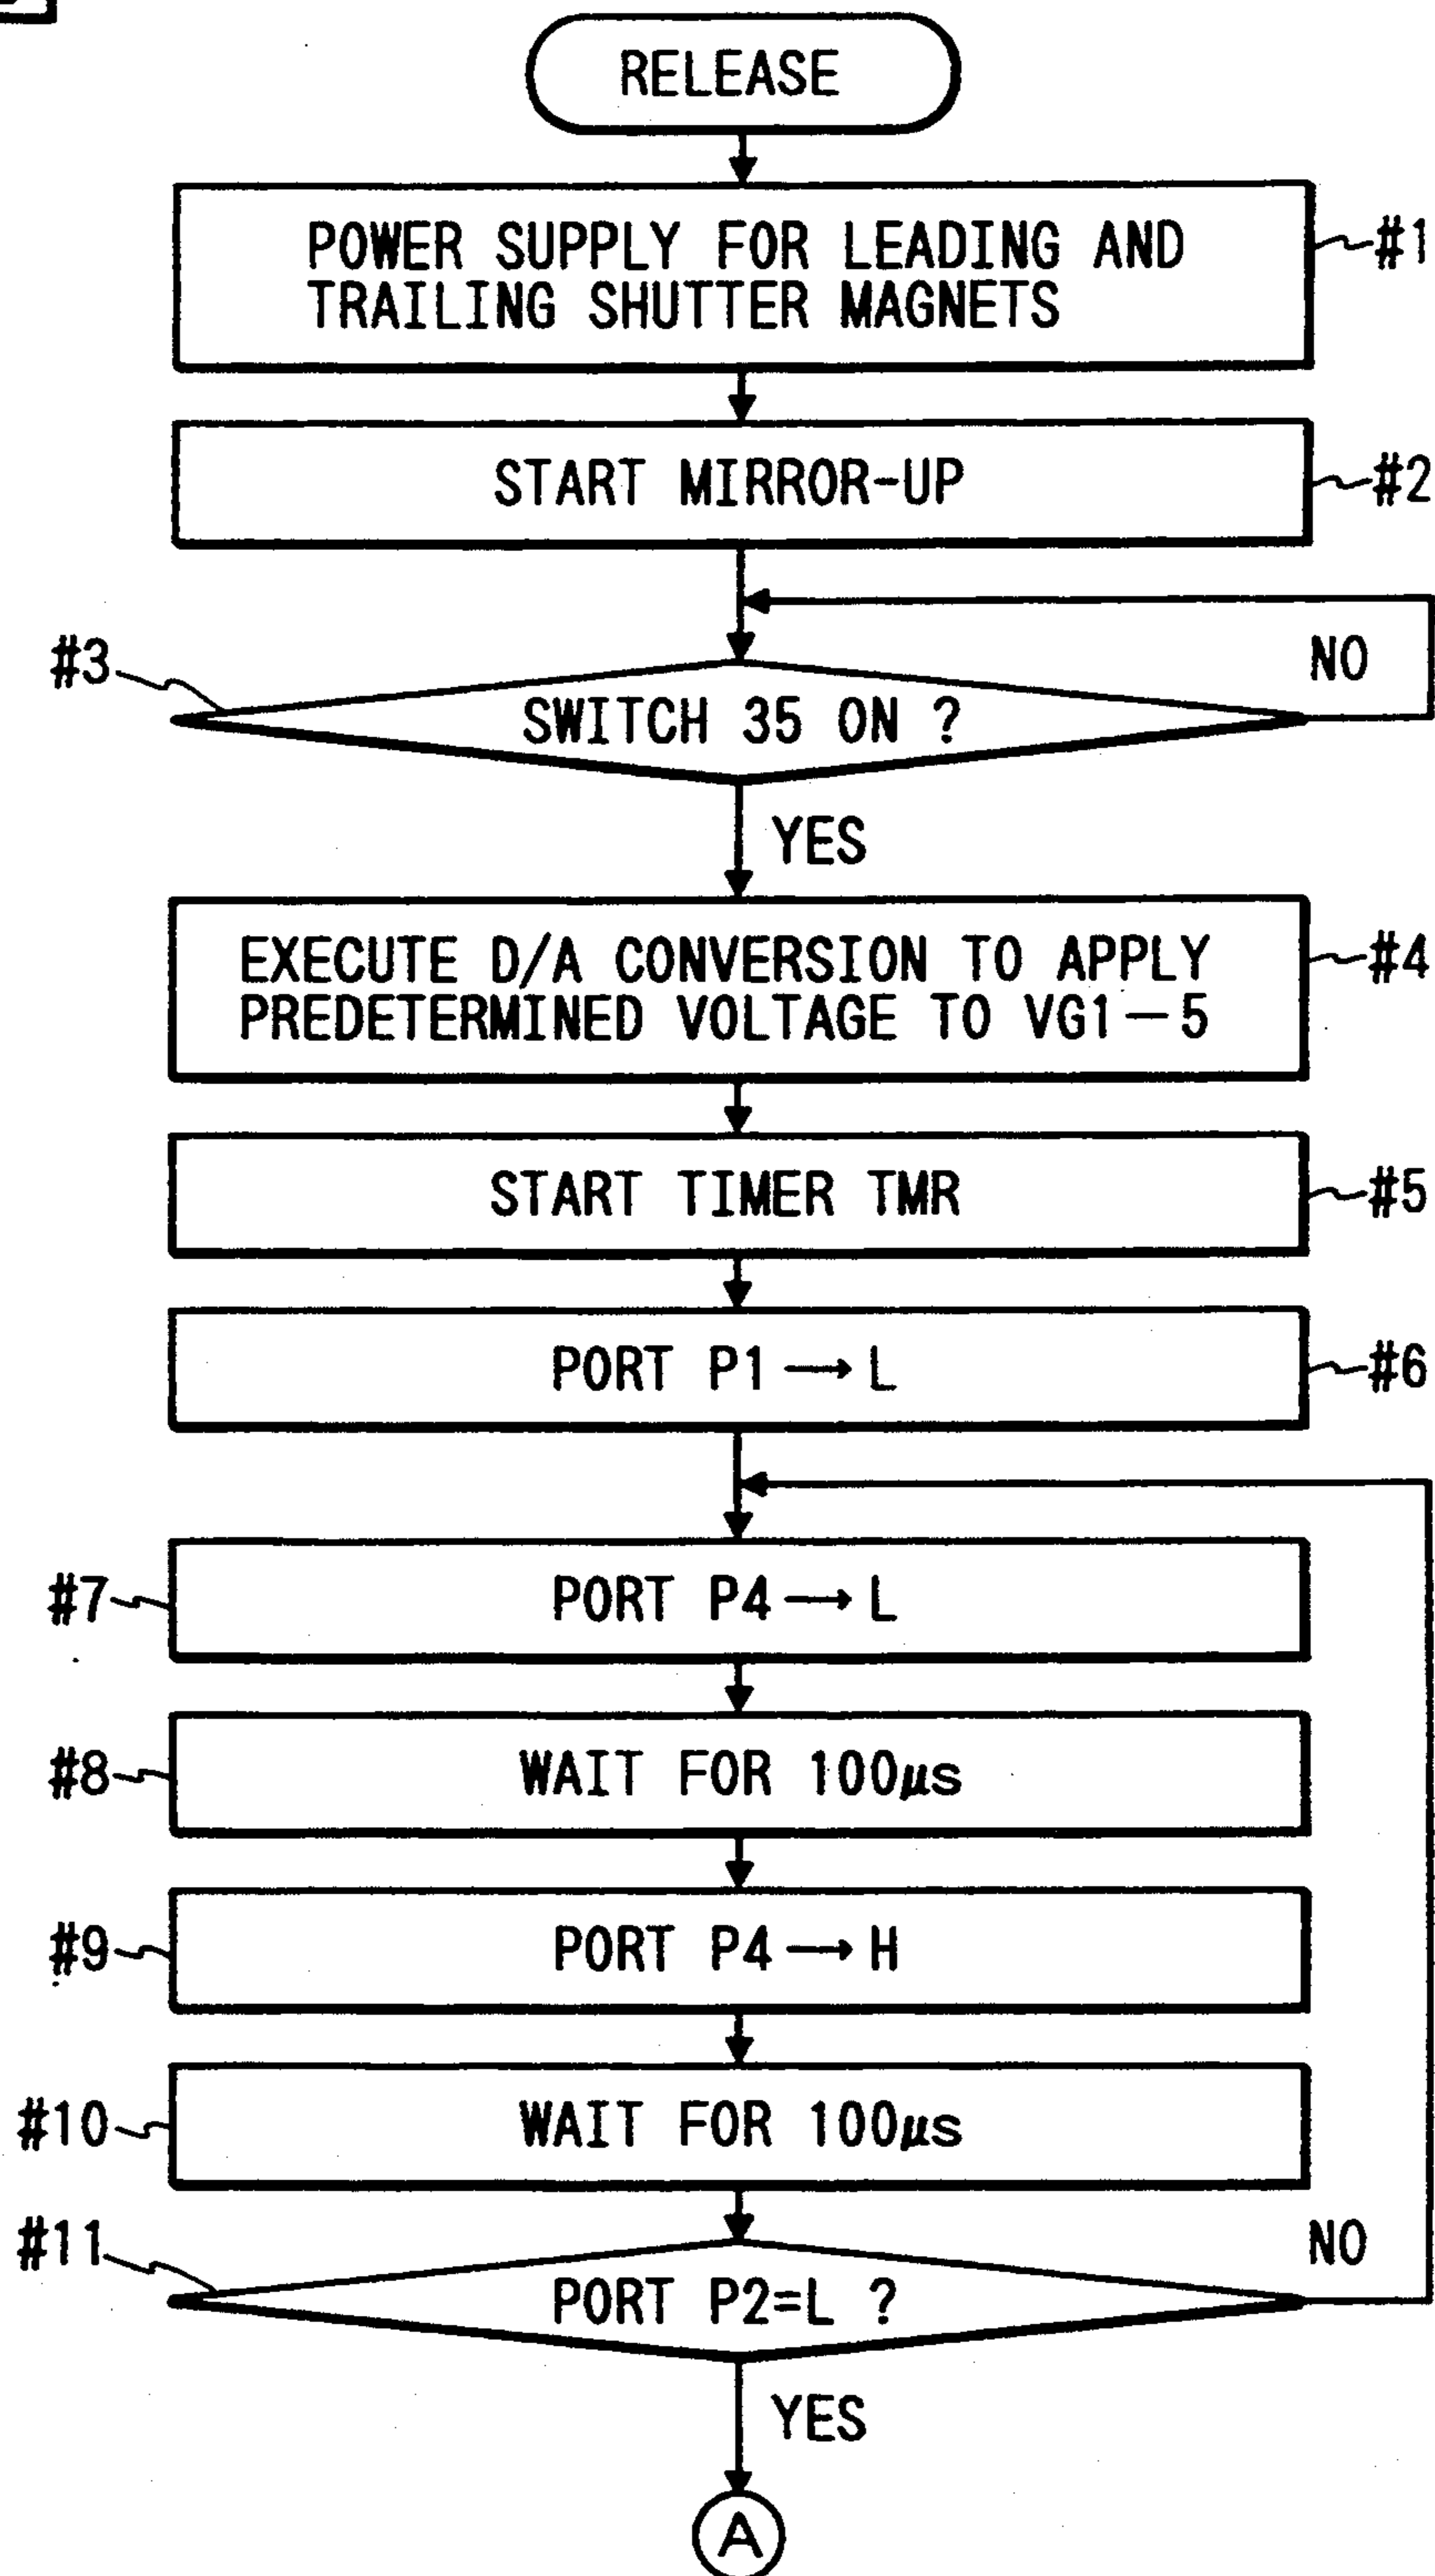 RELEASE
POWER SUPPLY FOR LEADING AND
TRAILING SHUTTER MAGNETS
#1
START MIRROR-UP
#2
NO
#3
SWITCH 35 ON ?
YES
EXECUTE D/A CONVERSION TO APPLY
PREDETERMINED VOLTAGE TO VG1-5
#4
START TIMER TMR
#5
PORT P1 → L
#6
#7
PORT P4 → L
#8
WAIT FOR 100μs
#9
PORT P4 → H
#10
WAIT FOR 100μs
#11
NO
PORT P2=L ?
YES
A